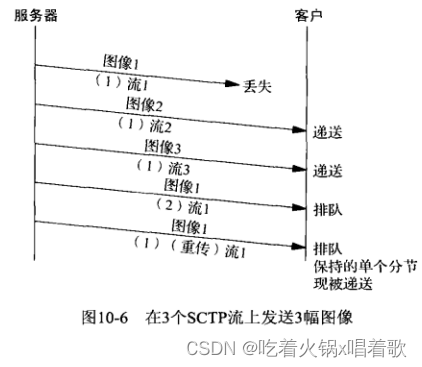 服务器
客户
图像1
(1)流1
丢失
图像2
(1)流2
递送
图像3
(1)流3
递送
图像1
(2)流1
排队
图像1
(1)(重传)流1
排队
保持的单个分节
现被递送
图10-6 在3个SCTP流上发送3幅图像
CSDN @吃着火锅x唱着歌